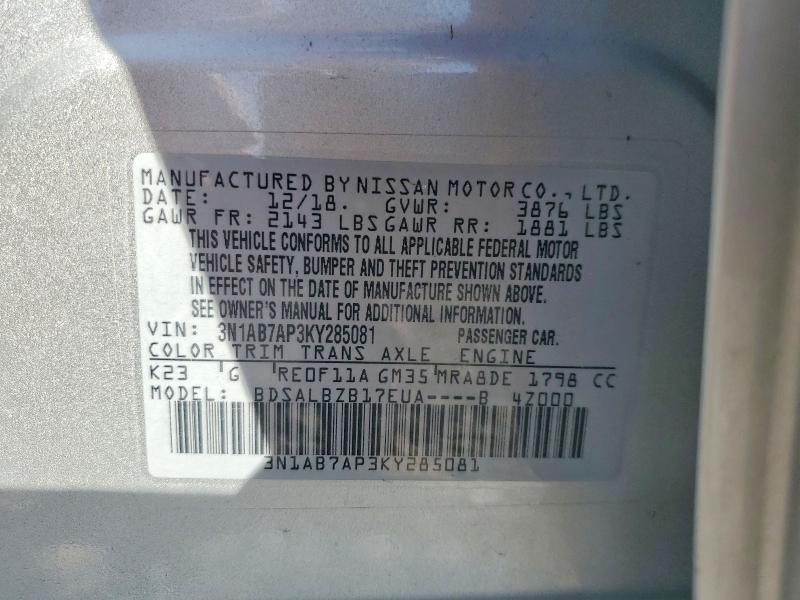 MANUFACTURED BY NISSAN MOTOR CO., LTD.
DATE: 12/18. GVWR: 3876 LBS
GAWR FR: 2143 LBS GAWR RR: 1881 LBS
THIS VEHICLE CONFORMS TO ALL APPLICABLE FEDERAL MOTOR
VEHICLE SAFETY, BUMPER AND THEFT PREVENTION STANDARDS
IN EFFECT ON THE DATE OF MANUFACTURE SHOWN ABOVE.
SEE OWNER'S MANUAL FOR ADDITIONAL INFORMATION.
VIN: 3N1AB7AP3KY285081 PASSENGER CAR.
COLOR TRIM TRANS AXLE ENGINE
K23 G RE0F11A GM35 MRA8DE 1798 CC
MODEL: BDSALBZB17EUA----B 4Z000
3N1AB7AP3KY285081